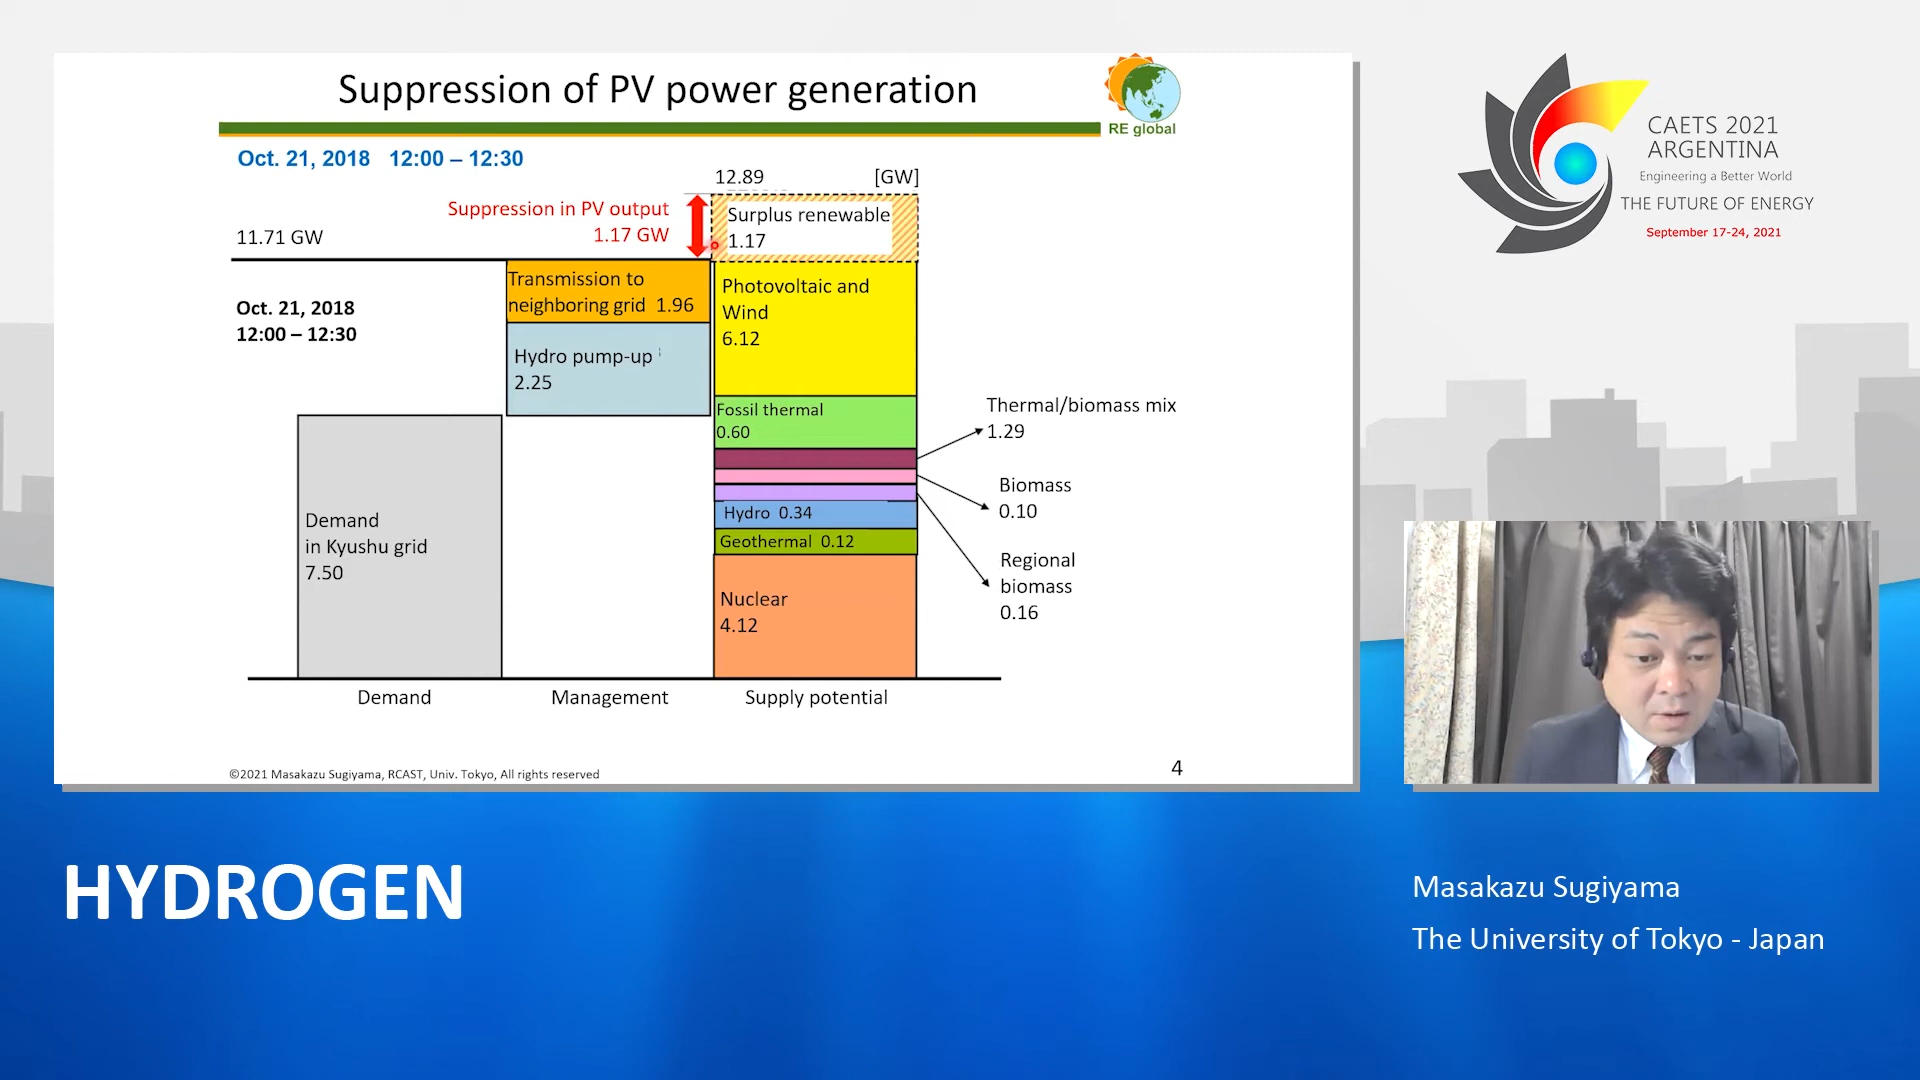 Suppression of PV power generation
RE global
Oct. 21, 2018 12:00 – 12:30
12.89 [GW]
Suppression in PV output
1.17 GW
Surplus renewable
1.17
11.71 GW
Transmission to
neighboring grid 1.96
Photovoltaic and
Wind
6.12
Oct. 21, 2018
12:00 – 12:30
Hydro pump-up
2.25
Fossil thermal
0.60
Thermal/biomass mix
1.29
Biomass
0.10
Hydro 0.34
Geothermal 0.12
Regional
biomass
0.16
Demand
in Kyushu grid
7.50
Nuclear
4.12
Demand
Management
Supply potential
©2021 Masakazu Sugiyama, RCAST, Univ. Tokyo, All rights reserved
4
CAETS 2021
ARGENTINA
Engineering a Better World
THE FUTURE OF ENERGY
September 17-24, 2021
HYDROGEN
Masakazu Sugiyama
The University of Tokyo - Japan